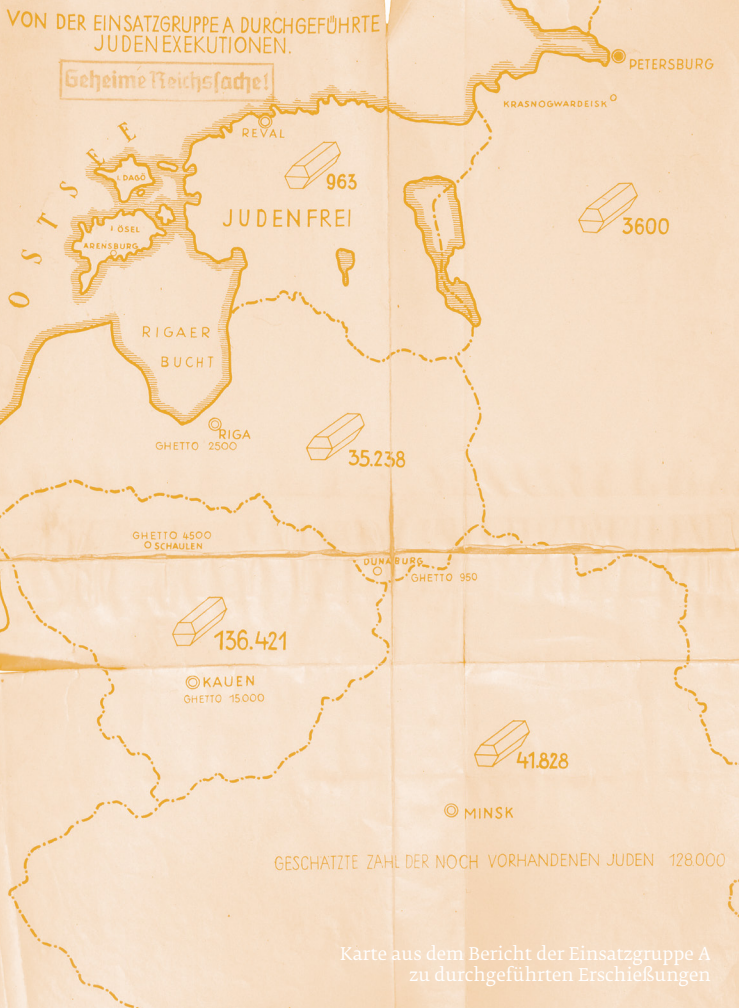 VON DER EINSATZGRUPPE A DURCHGEFÜHRTE
JUDENEXEKUTIONEN.
Geheime Reichssache!
PETERSBURG
KRASNOGWARDEISK
REVAL
OSTSEE
I. DAGÖ
963
3600
JUDENFREI
I ÖSEL
ARENSBURG
RIGAER
BUCHT
RIGA
GHETTO 2500
35.238
GHETTO 4500
SCHAULEN
DÜNABURG
GHETTO 950
136.421
KAUEN
GHETTO 15000
41.828
MINSK
GESCHÄTZTE ZAHL DER NOCH VORHANDENEN JUDEN 128.000
Karte aus dem Bericht der Einsatzgruppe A
zu durchgeführten Erschießungen